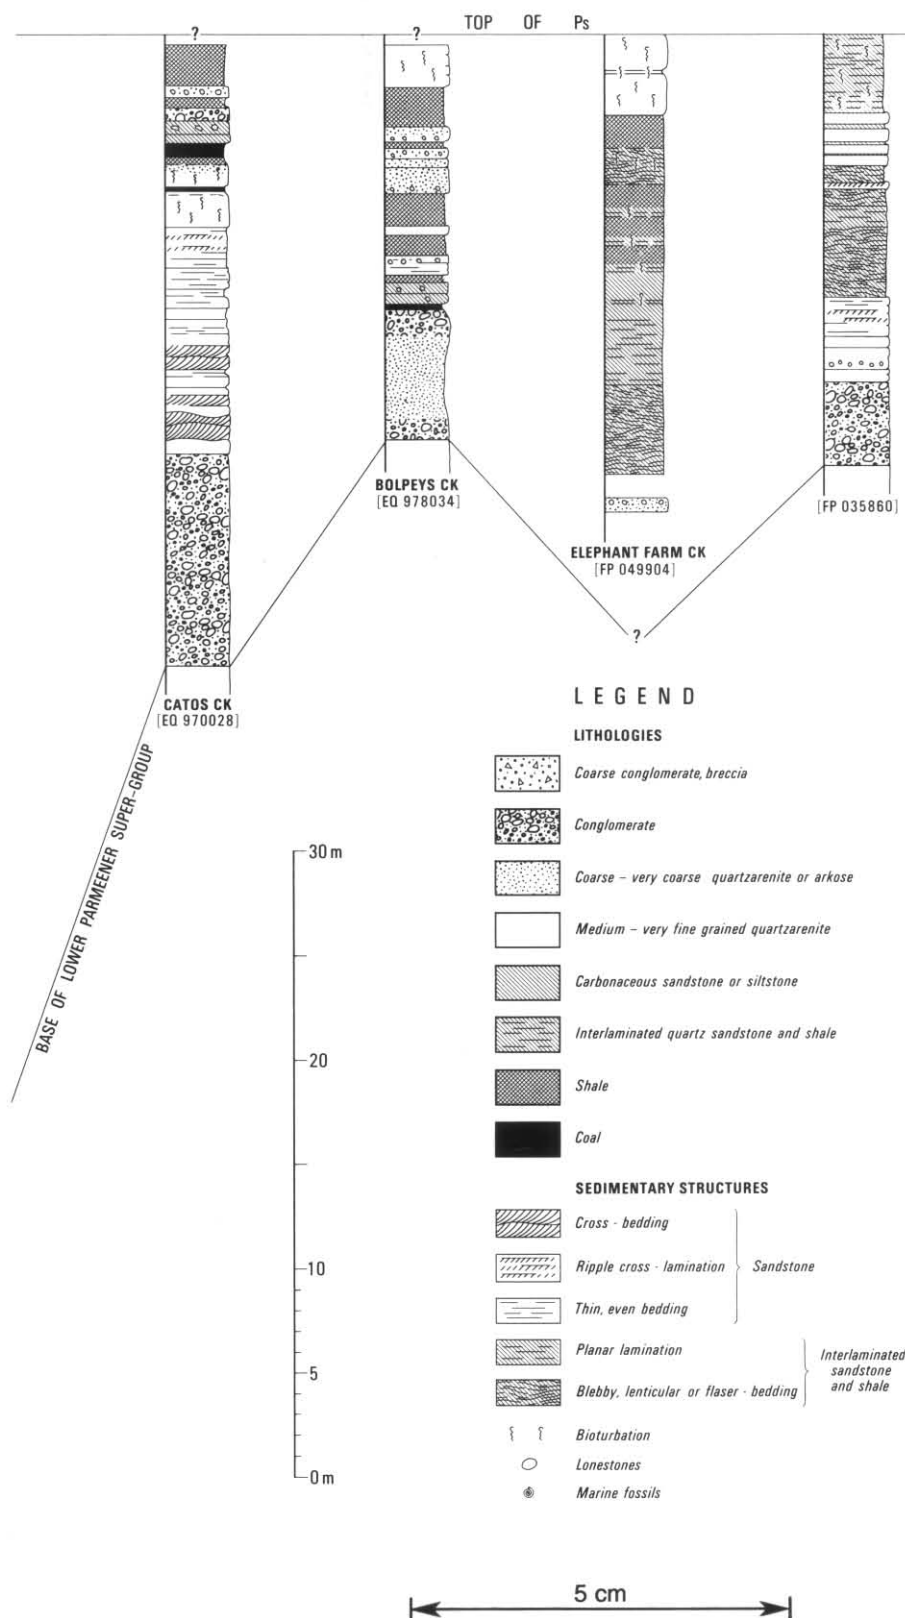 TOP OF Ps
?
?
BOLPEYS CK
[EQ 978034]
[FP 035860]
ELEPHANT FARM CK
[FP 049904]
?
CATOS CK
[EQ 970028]
BASE OF LOWER PARMEENER SUPER-GROUP
30 m
20
10
5
0 m
LEGEND
LITHOLOGIES
Coarse conglomerate, breccia
Conglomerate
Coarse – very coarse quartzarenite or arkose
Medium – very fine grained quartzarenite
Carbonaceous sandstone or siltstone
Interlaminated quartz sandstone and shale
Shale
Coal
SEDIMENTARY STRUCTURES
Cross - bedding
Ripple cross - lamination
Sandstone
Thin, even bedding
Planar lamination
Blebby, lenticular or flaser - bedding
Interlaminated
sandstone
and shale
Bioturbation
Lonestones
Marine fossils
5 cm